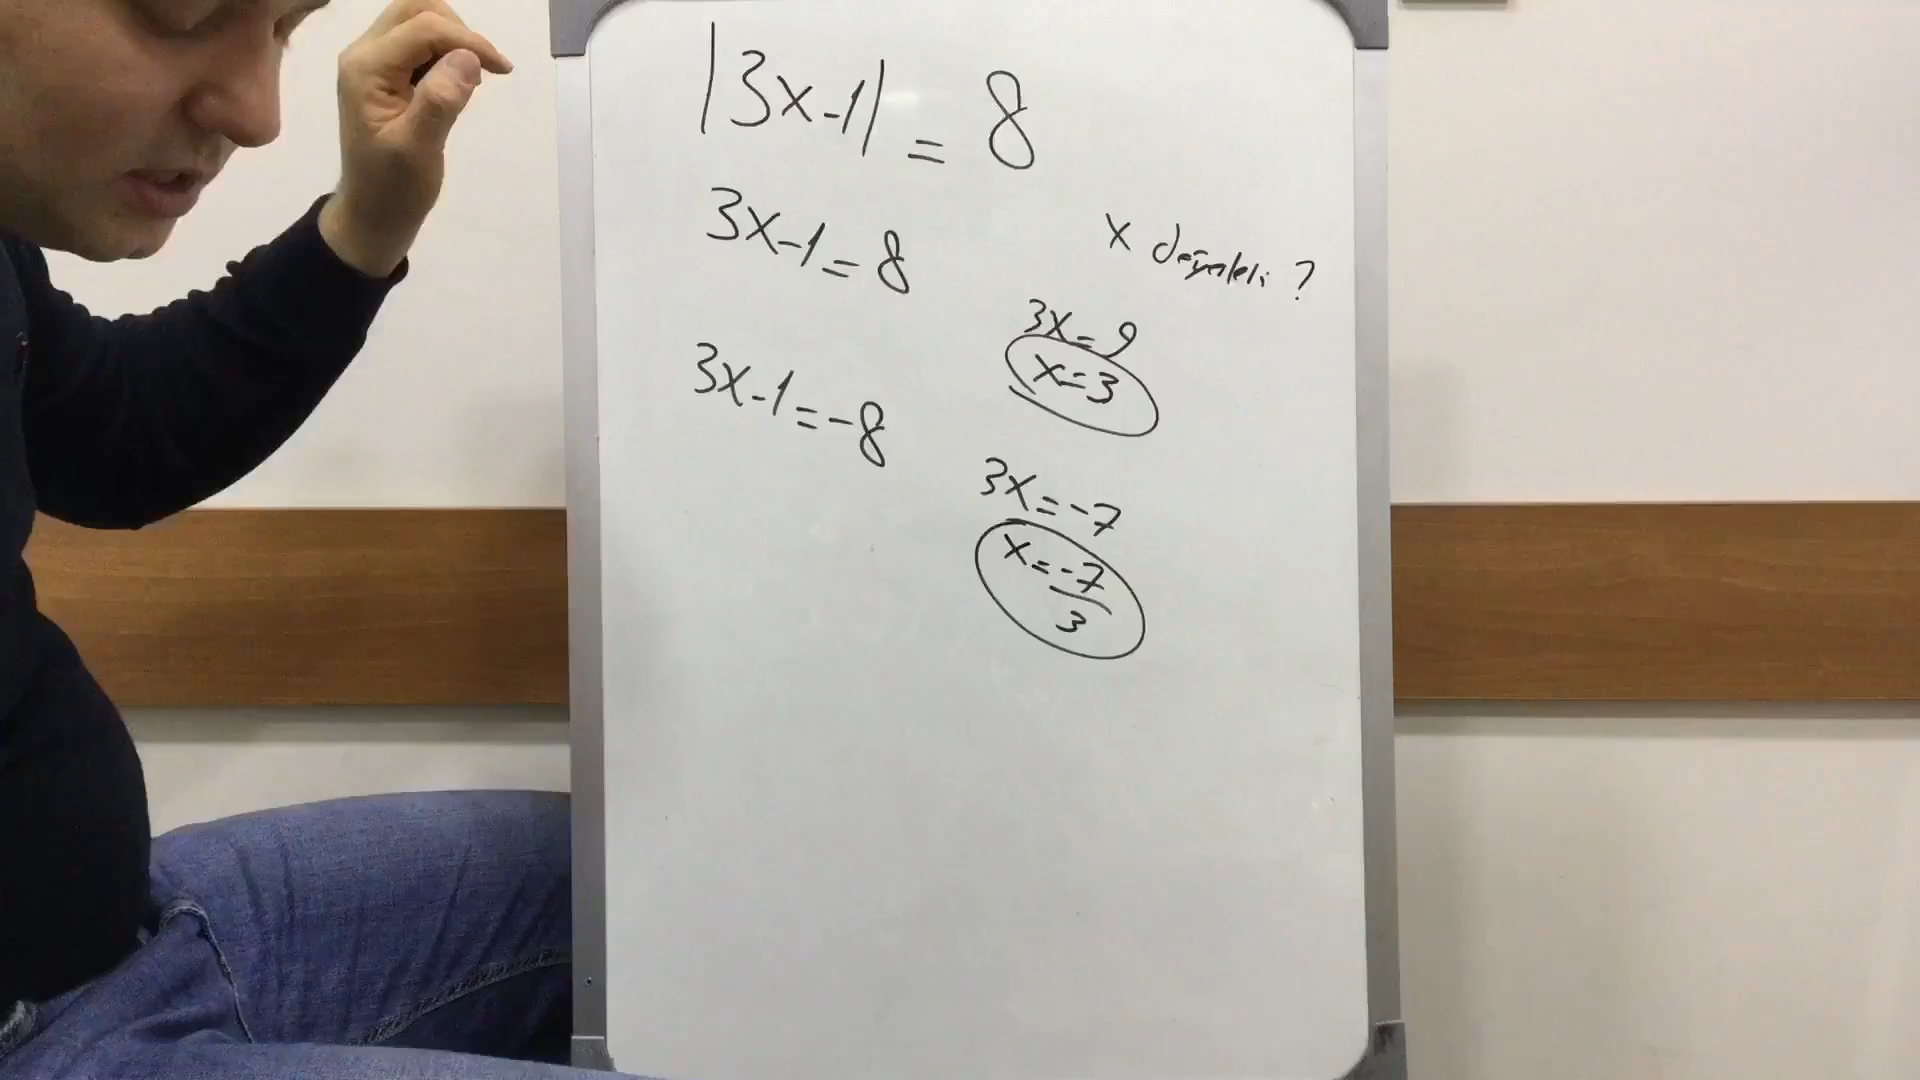 |3x-1| = 8
3x-1=8
x değerleri ?
3x=9
x=3
3x-1=-8
3x=-7
x=-7/3